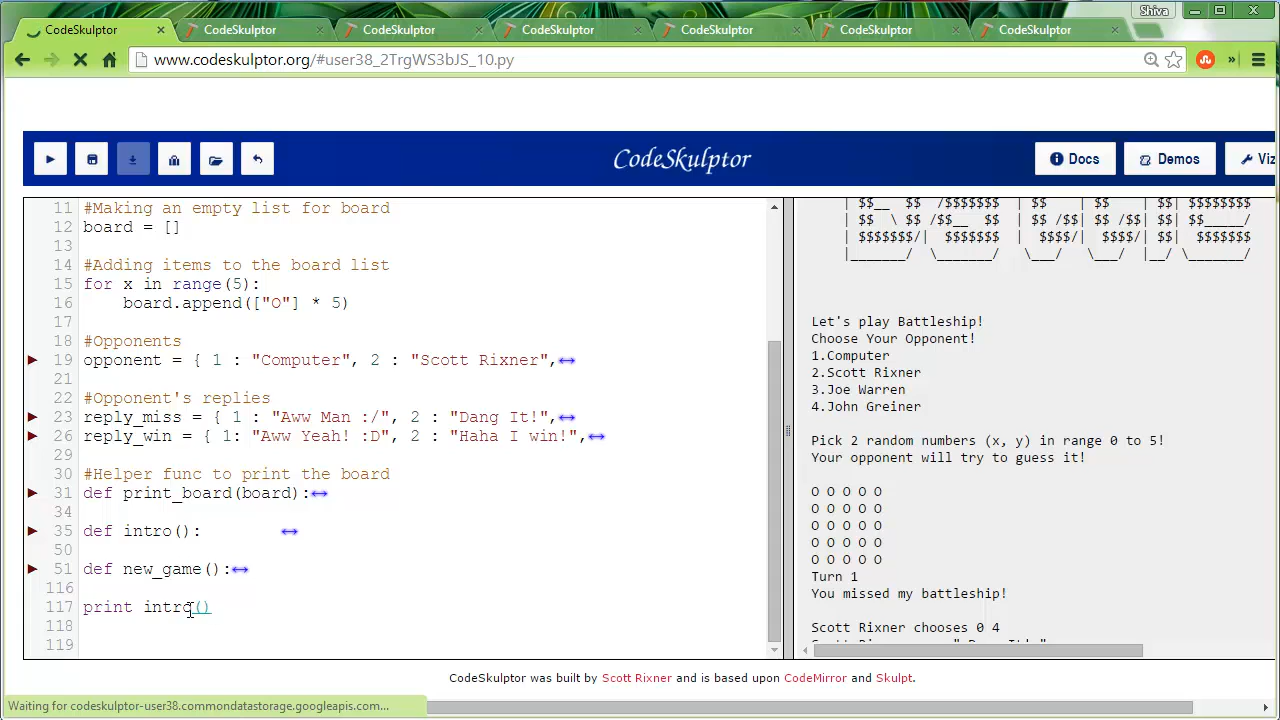 Shiva
CodeSkulptor
CodeSkulptor
CodeSkulptor
CodeSkulptor
CodeSkulptor
CodeSkulptor
CodeSkulptor
www.codeskulptor.org/#user38_2TrgWS3bJS_10.py
CodeSkulptor
Docs
Demos
Viz
11 #Making an empty list for board
12 board = []
13
14 #Adding items to the board list
15 for x in range(5):
16     board.append(["O"] * 5)
17
18 #Opponents
19 opponent = { 1 : "Computer", 2 : "Scott Rixner",
21
22 #Opponent's replies
23 reply_miss = { 1 : "Aww Man :/", 2 : "Dang It!",
26 reply_win = { 1: "Aww Yeah! :D", 2 : "Haha I win!",
29
30 #Helper func to print the board
31 def print_board(board):
34
35 def intro():
50
51 def new_game():
116
117 print intro()
118
119
| $$__  $$  /$$$$$$$  | $$    | $$    | $$| $$$$$$$$
| $$  \ $$ /$$__  $$  | $$ /$$| $$ /$$| $$| $$_____/
| $$$$$$$/|  $$$$$$$  |  $$$$/|  $$$$/| $$|  $$$$$$$
|_______/  \_______/   \___/   \___/  |__/ \_______/
Let's play Battleship!
Choose Your Opponent!
1.Computer
2.Scott Rixner
3.Joe Warren
4.John Greiner
Pick 2 random numbers (x, y) in range 0 to 5!
Your opponent will try to guess it!
O O O O O
O O O O O
O O O O O
O O O O O
O O O O O
Turn 1
You missed my battleship!
Scott Rixner chooses 0 4
CodeSkulptor was built by Scott Rixner and is based upon CodeMirror and Skulpt.
Waiting for codeskulptor-user38.commondatastorage.googleapis.com...